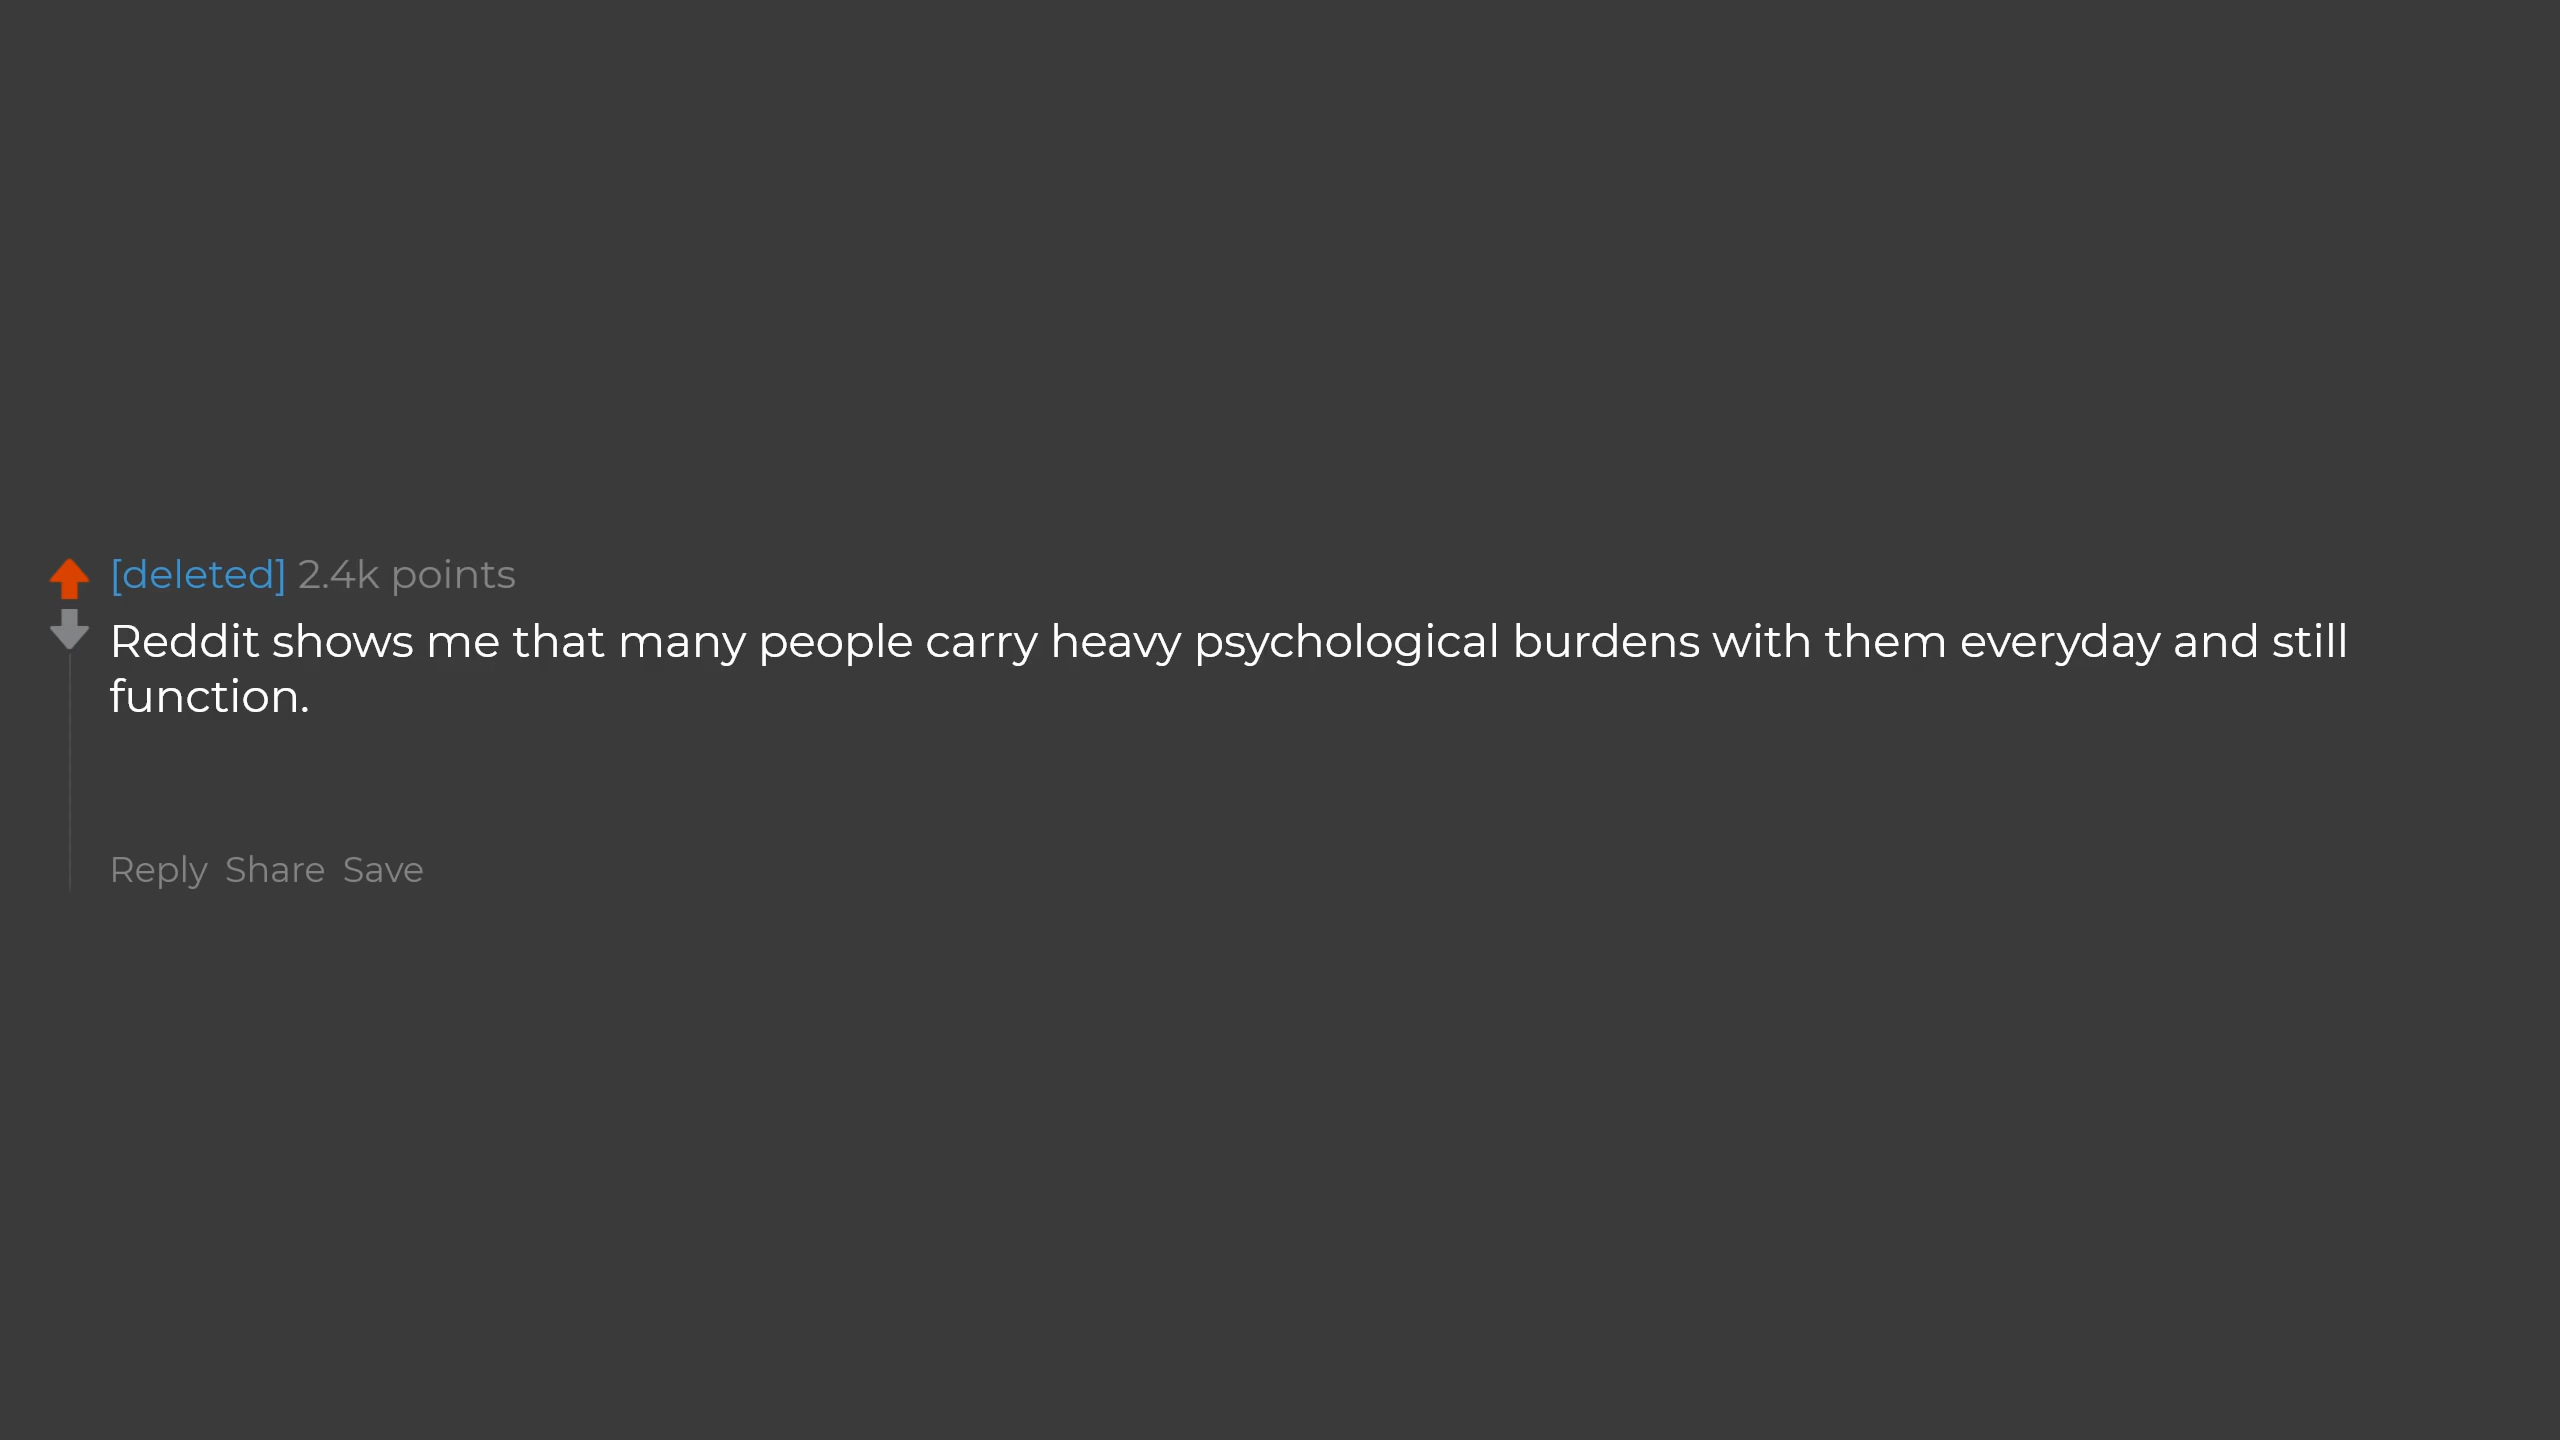 [deleted] 2.4k points
Reddit shows me that many people carry heavy psychological burdens with them everyday and still
function.
Reply Share Save